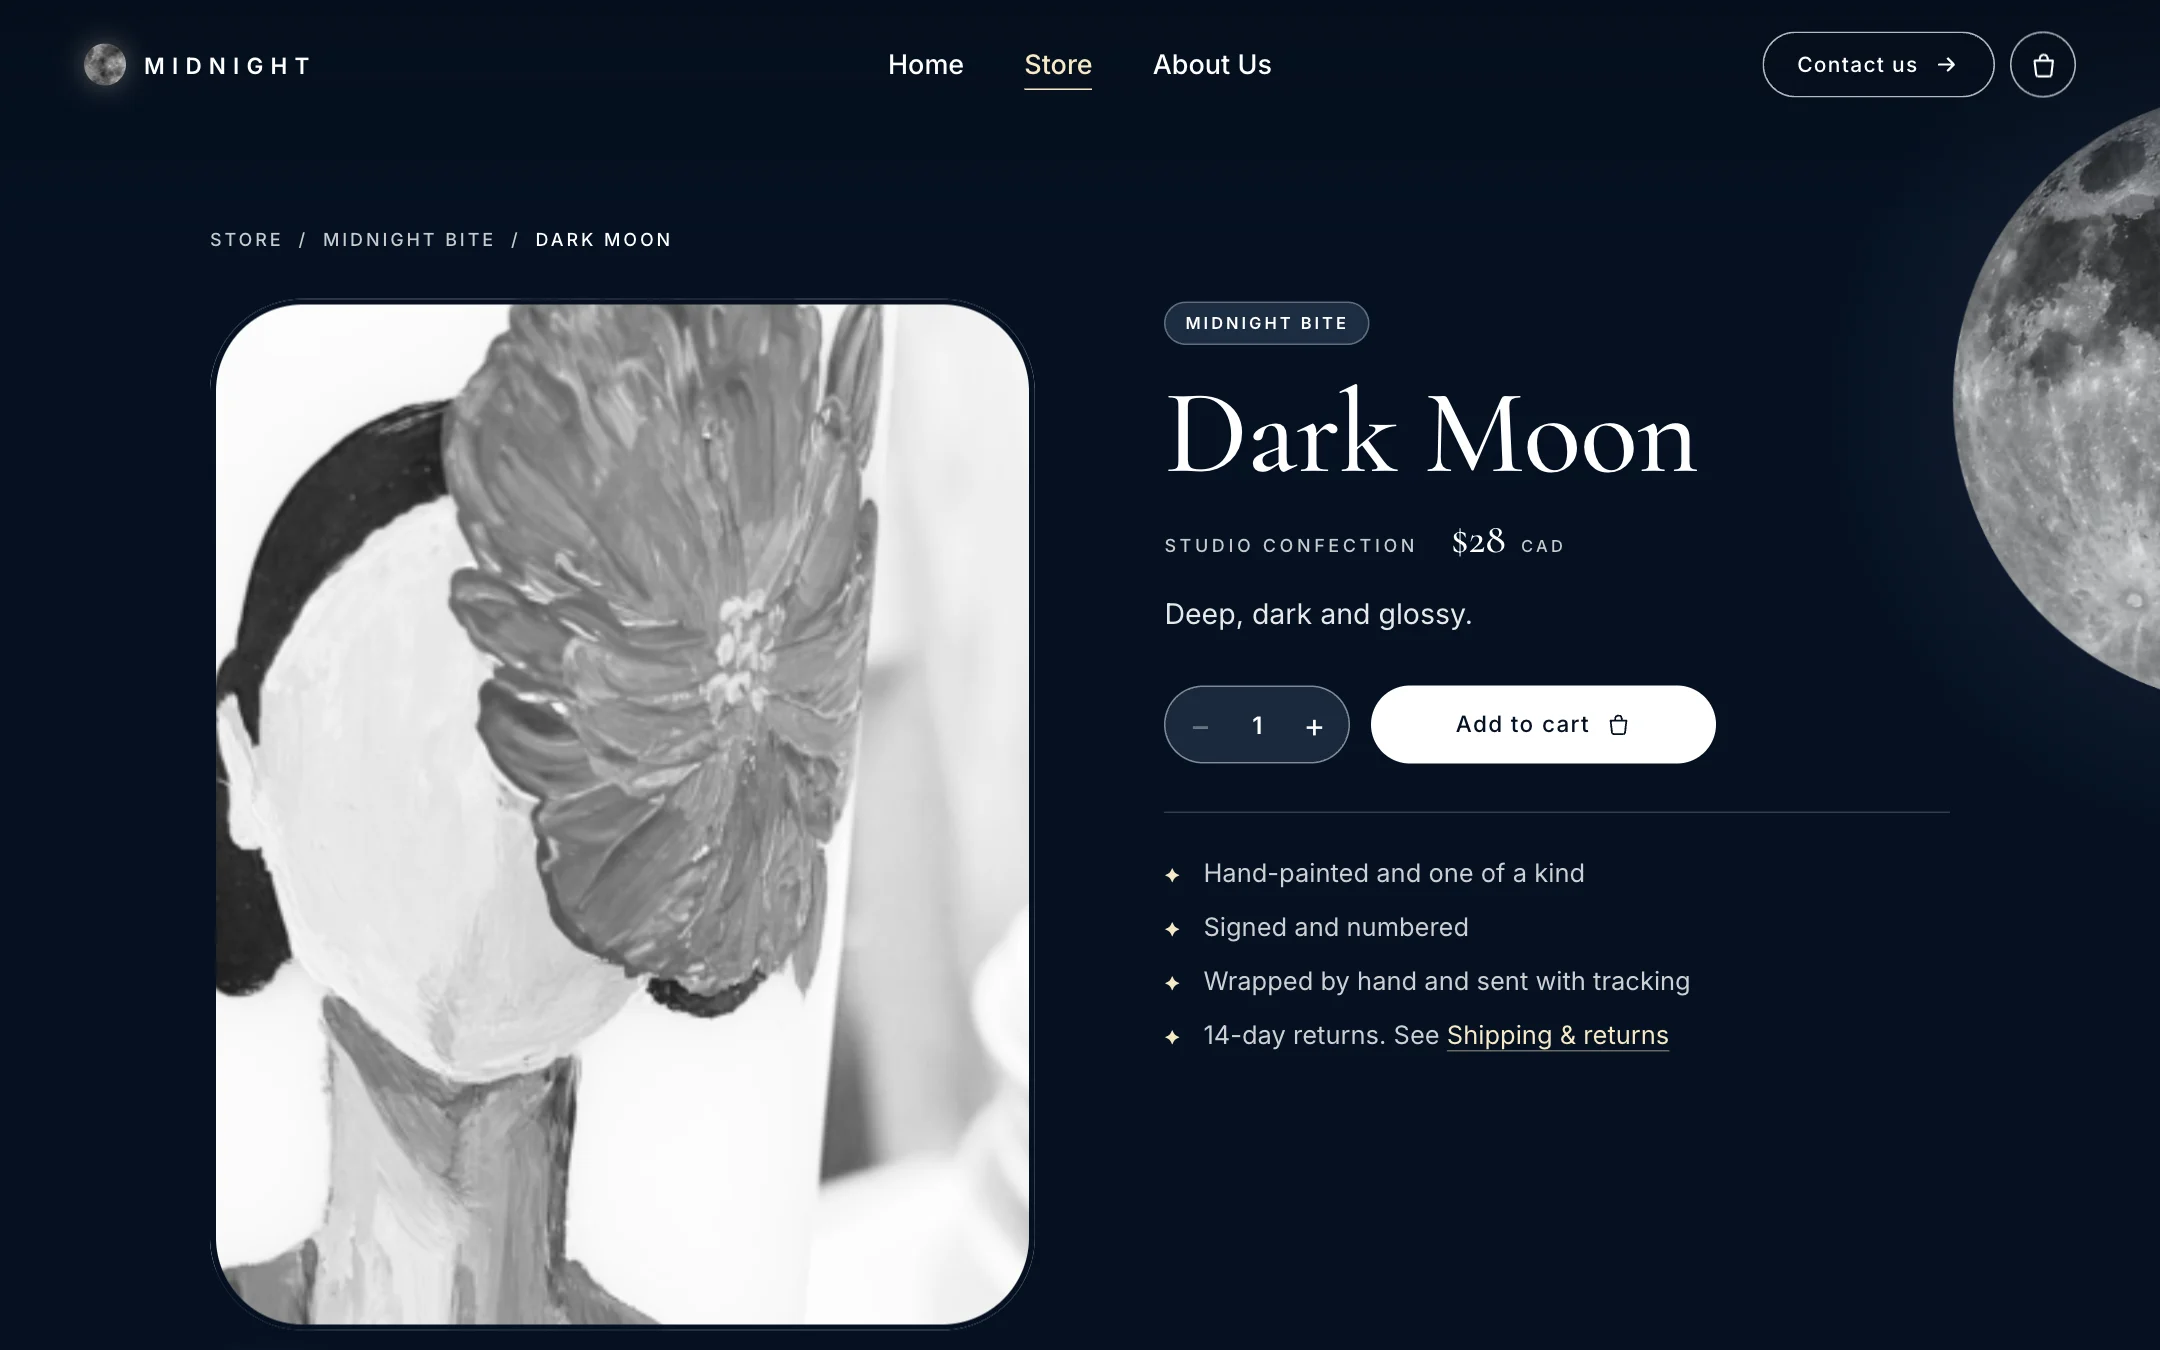 MIDNIGHT
Home Store About Us
Contact us →
STORE / MIDNIGHT BITE / DARK MOON
MIDNIGHT BITE
Dark Moon
STUDIO CONFECTION $28 CAD
Deep, dark and glossy.
− 1 +
Add to cart
Hand-painted and one of a kind
Signed and numbered
Wrapped by hand and sent with tracking
14-day returns. See Shipping & returns